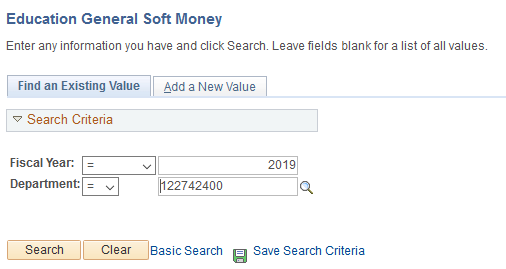 Education General Soft Money
Enter any information you have and click Search. Leave fields blank for a list of all values.
Find an Existing Value Add a New Value
Search Criteria
Fiscal Year: = 2019
Department: = 122742400
Search Clear Basic Search Save Search Criteria